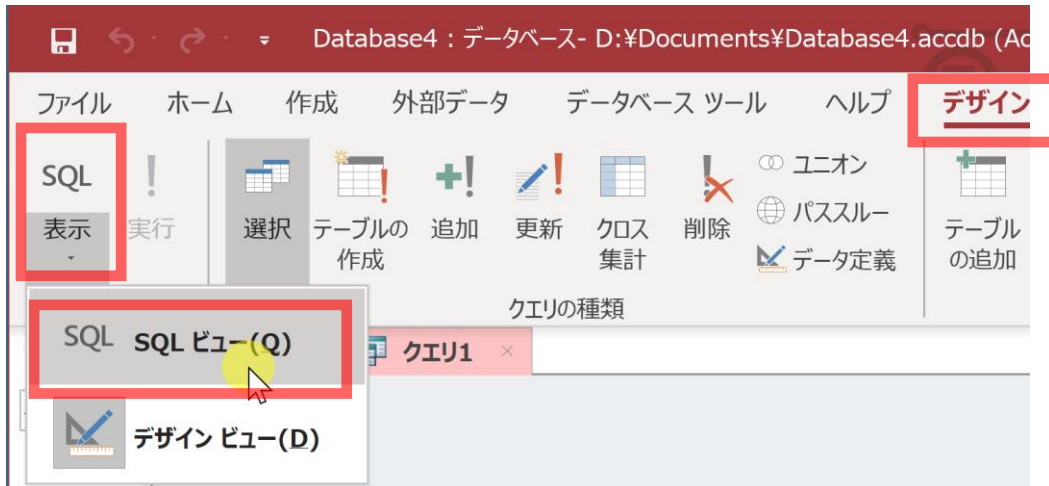 Database4 : データベース- D:¥Documents¥Database4.accdb (Ac
ファイル ホーム 作成 外部データ データベース ツール ヘルプ デザイン
SQL
表示
実行
選択
テーブルの
作成
追加
更新
クロス
集計
削除
ユニオン
パススルー
データ定義
テーブル
の追加
クエリの種類
SQL SQL ビュー(Q)
クエリ1
デザイン ビュー(D)